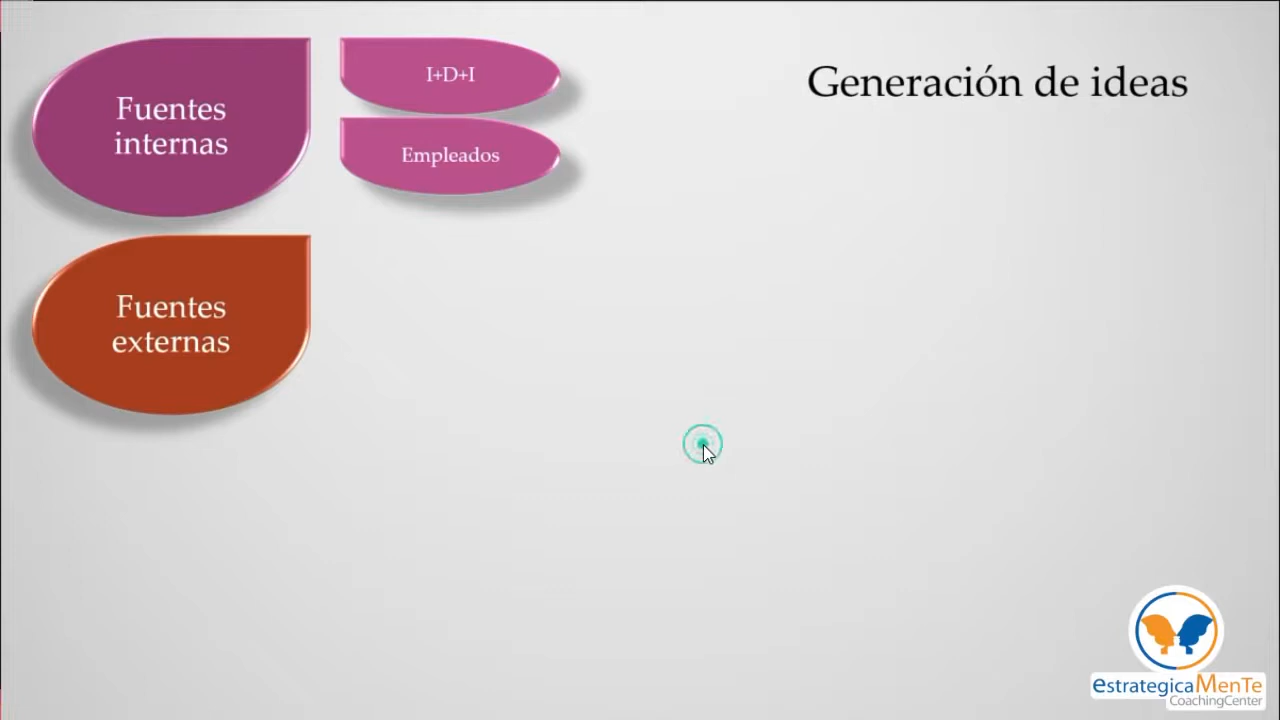 Generación de ideas
Fuentes
internas
I+D+I
Empleados
Fuentes
externas
estrategicaMenTe
CoachingCenter